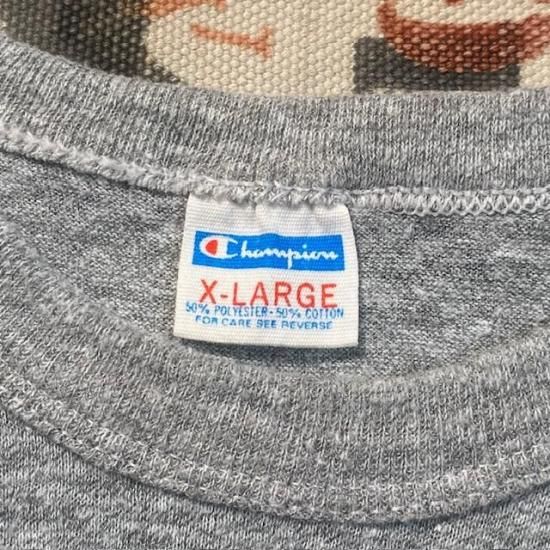 Champion
X-LARGE
50% POLYESTER-50% COTTON
FOR CARE SEE REVERSE